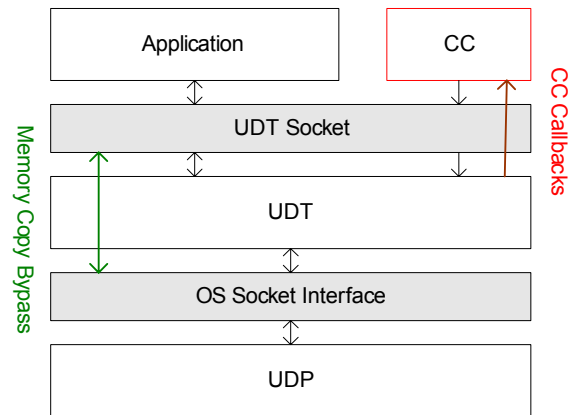 Application
CC
UDT Socket
UDT
OS Socket Interface
UDP
Memory Copy Bypass
CC Callbacks